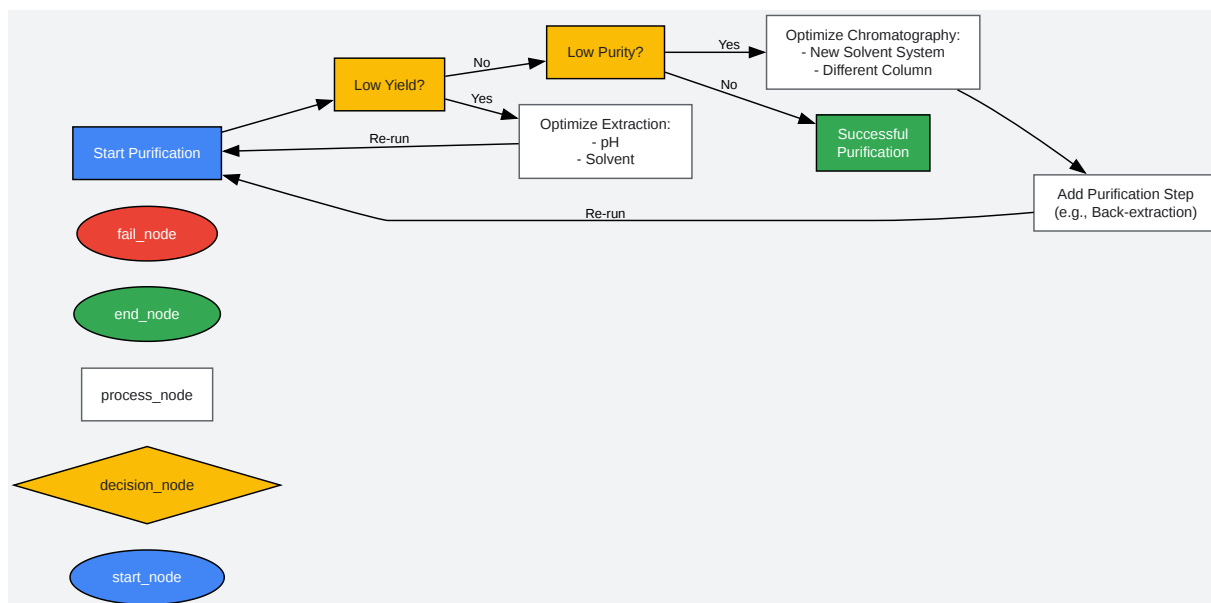 Optimize Chromatography:
- New Solvent System
- Different Column
Low Purity?
Yes
No
Low Yield?
No
Yes
Optimize Extraction:
- pH
- Solvent
Successful
Purification
Start Purification
Re-run
Add Purification Step
(e.g., Back-extraction)
Re-run
fail_node
end_node
process_node
decision_node
start_node